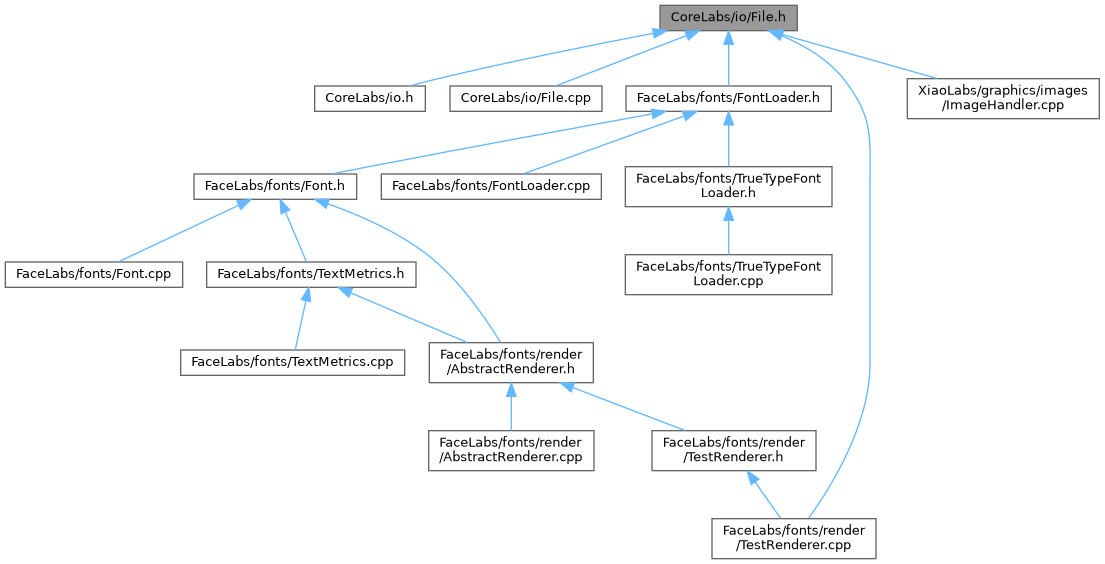 CoreLabs/io/File.h
CoreLabs/io.h
CoreLabs/io/File.cpp
FaceLabs/fonts/FontLoader.h
XiaoLabs/graphics/images
/ImageHandler.cpp
FaceLabs/fonts/Font.h
FaceLabs/fonts/FontLoader.cpp
FaceLabs/fonts/TrueTypeFont
Loader.h
FaceLabs/fonts/Font.cpp
FaceLabs/fonts/TextMetrics.h
FaceLabs/fonts/TrueTypeFont
Loader.cpp
FaceLabs/fonts/TextMetrics.cpp
FaceLabs/fonts/render
/AbstractRenderer.h
FaceLabs/fonts/render
/AbstractRenderer.cpp
FaceLabs/fonts/render
/TestRenderer.h
FaceLabs/fonts/render
/TestRenderer.cpp